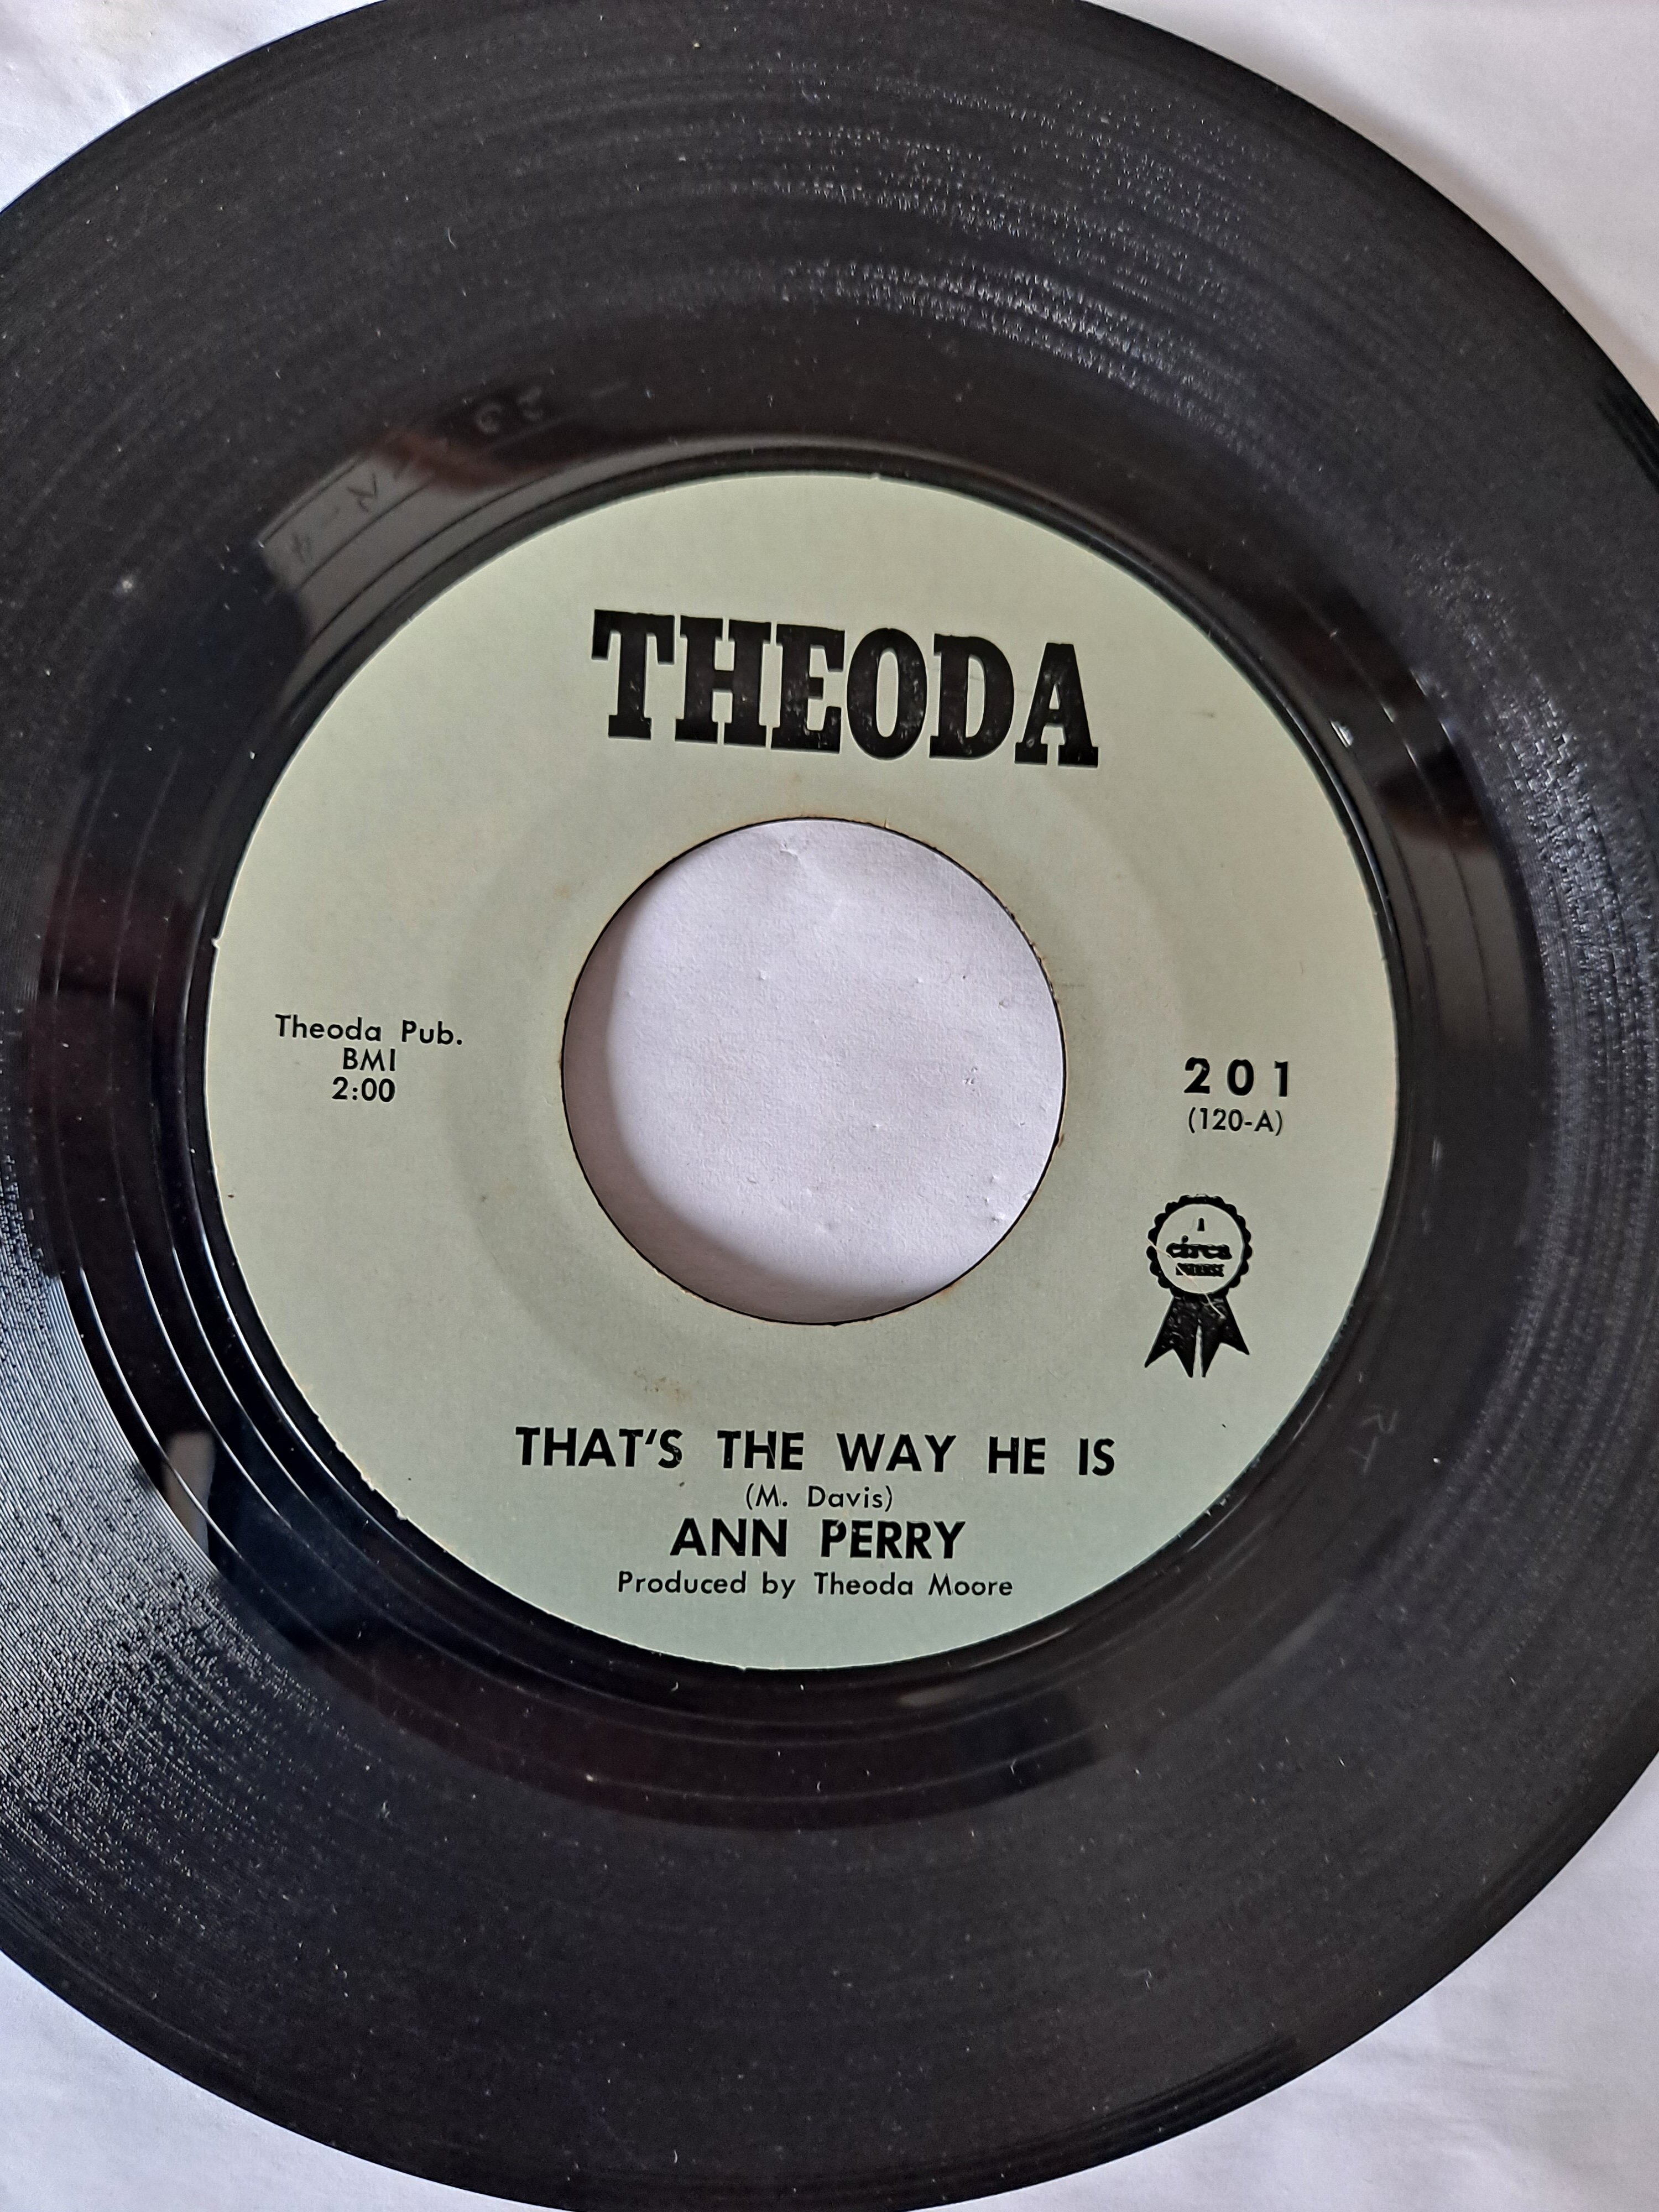 THEODA
Theoda Pub.
BMI
2:00
201
(120-A)
A
circa
THAT'S THE WAY HE IS
(M. Davis)
ANN PERRY
Produced by Theoda Moore